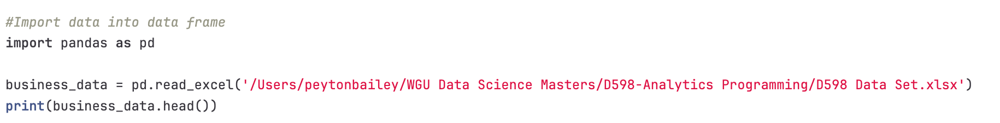 #Import data into data frame
import pandas as pd
business_data = pd.read_excel('/Users/peytonbailey/WGU Data Science Masters/D598-Analytics Programming/D598 Data Set.xlsx')
print(business_data.head())